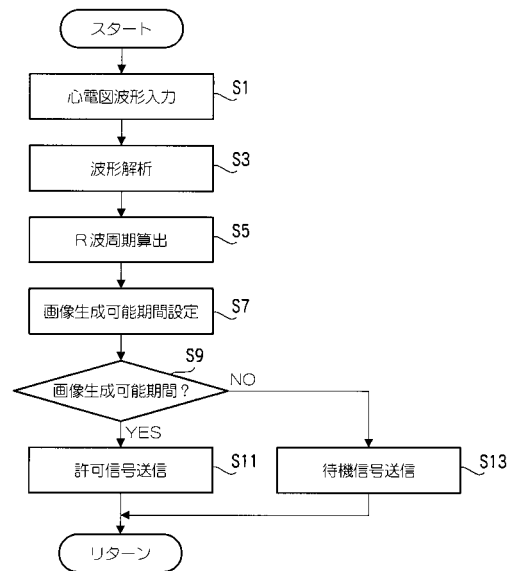 スタート
心電図波形入力
S1
波形解析
S3
R波周期算出
S5
画像生成可能期間設定
S7
S9
画像生成可能期間？
NO
YES
許可信号送信
S11
待機信号送信
S13
リターン